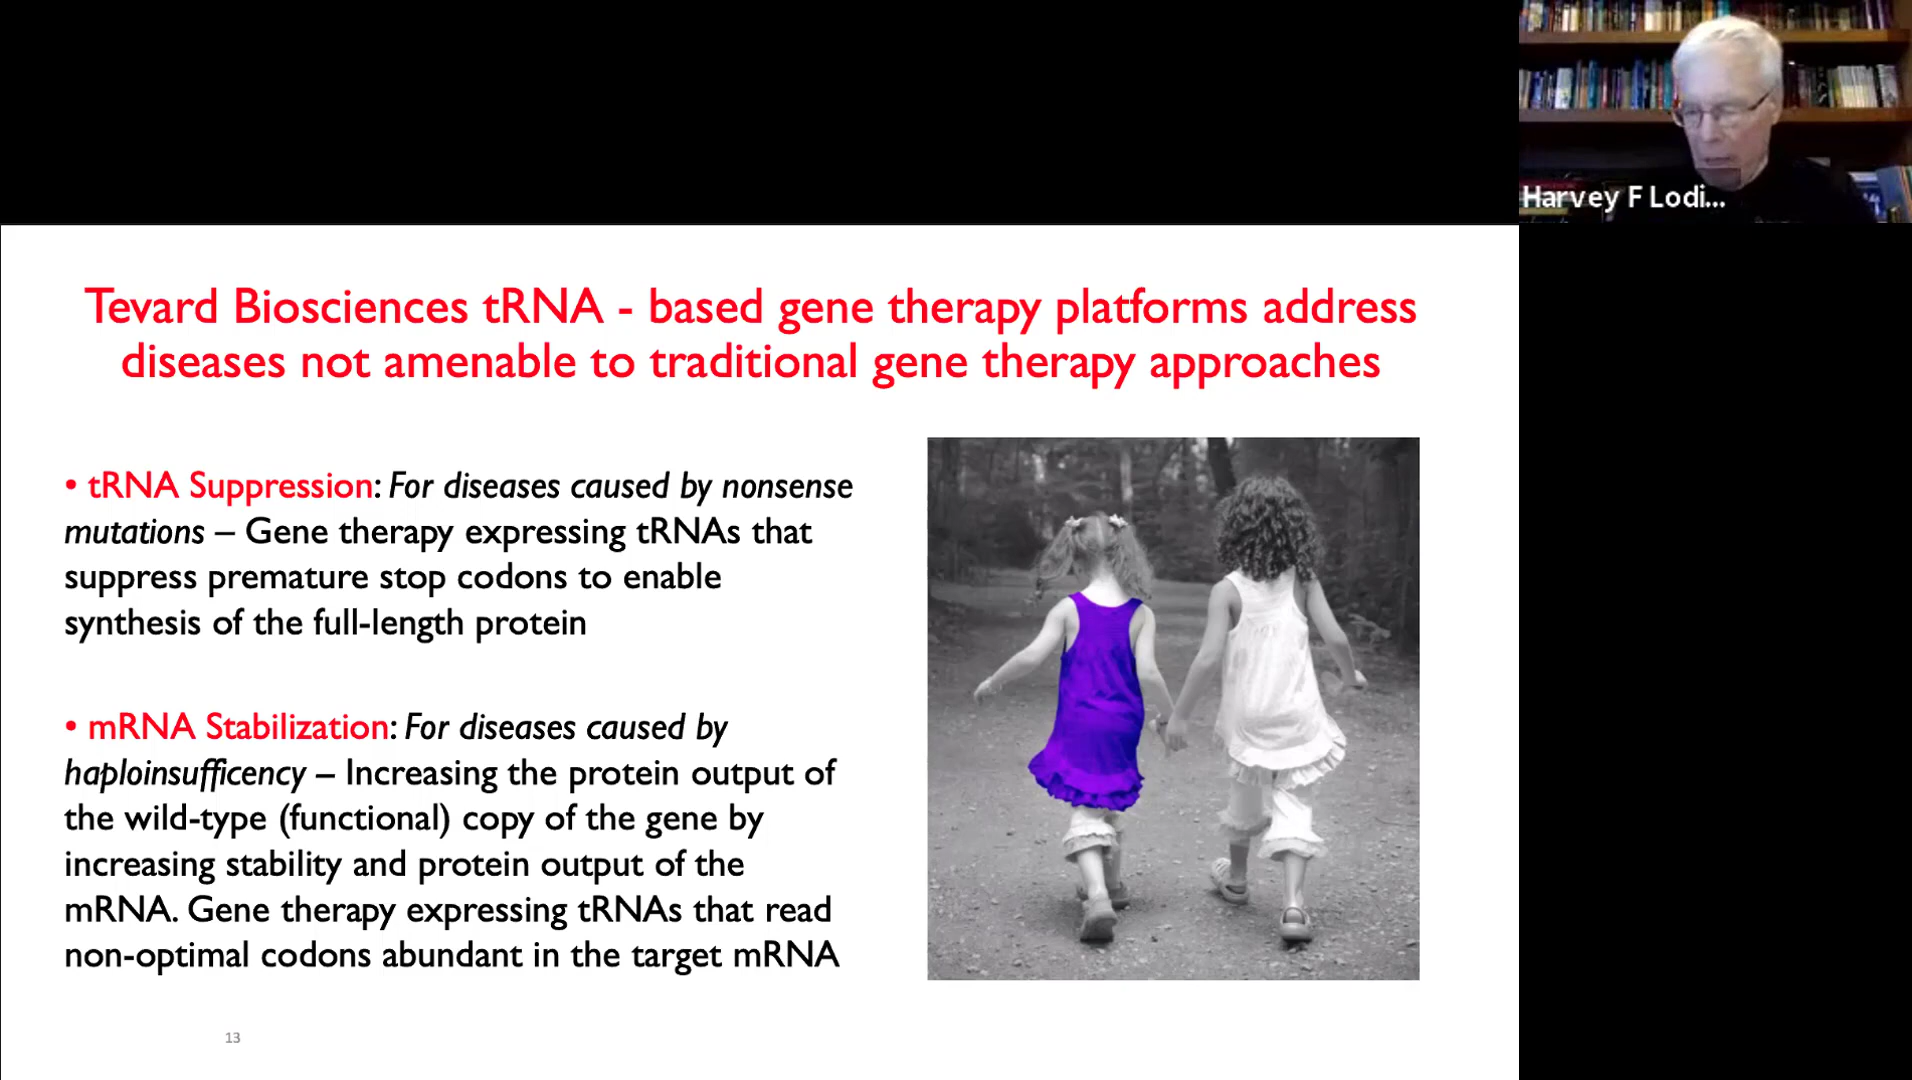 Harvey F Lodi...
Tevard Biosciences tRNA - based gene therapy platforms address
diseases not amenable to traditional gene therapy approaches
• tRNA Suppression: For diseases caused by nonsense
mutations – Gene therapy expressing tRNAs that
suppress premature stop codons to enable
synthesis of the full-length protein
• mRNA Stabilization: For diseases caused by
haploinsufficency – Increasing the protein output of
the wild-type (functional) copy of the gene by
increasing stability and protein output of the
mRNA. Gene therapy expressing tRNAs that read
non-optimal codons abundant in the target mRNA
13